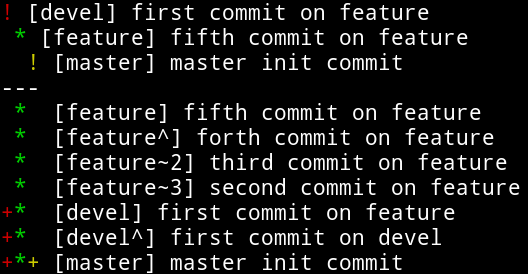 ! [devel] first commit on feature
 * [feature] fifth commit on feature
  ! [master] master init commit
---
 *  [feature] fifth commit on feature
 *  [feature^] forth commit on feature
 *  [feature~2] third commit on feature
 *  [feature~3] second commit on feature
+*  [devel] first commit on feature
+*  [devel^] first commit on devel
+*+ [master] master init commit